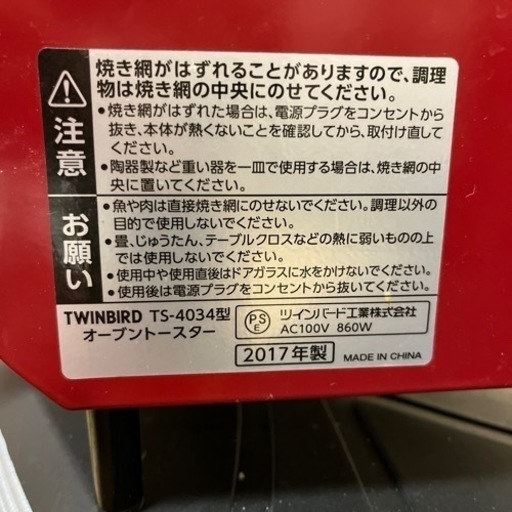 注意
焼き網がはずれることがありますので、調理
物は焼き網の中央にのせてください。
•焼き網がはずれた場合は、電源プラグをコンセントから
抜き、本体が熱くないことを確認してから、取付け直して
ください。
•陶器製など重い器を一皿で使用する場合は、焼き網の中
央に置いてください。
お願い
•魚や肉は直接焼き網にのせないでください。調理以外の
目的で使用しないでください。
•畳、じゅうたん、テーブルクロスなどの熱に弱いものの上
では使用しないでください。
•使用中や使用直後はドアガラスに水をかけないでください。
•使用後は電源プラグをコンセントから抜いてください。
TWINBIRD TS-4034型
オーブントースター
PSE
ツインバード工業株式会社
AC100V 860W
2017年製
MADE IN CHINA